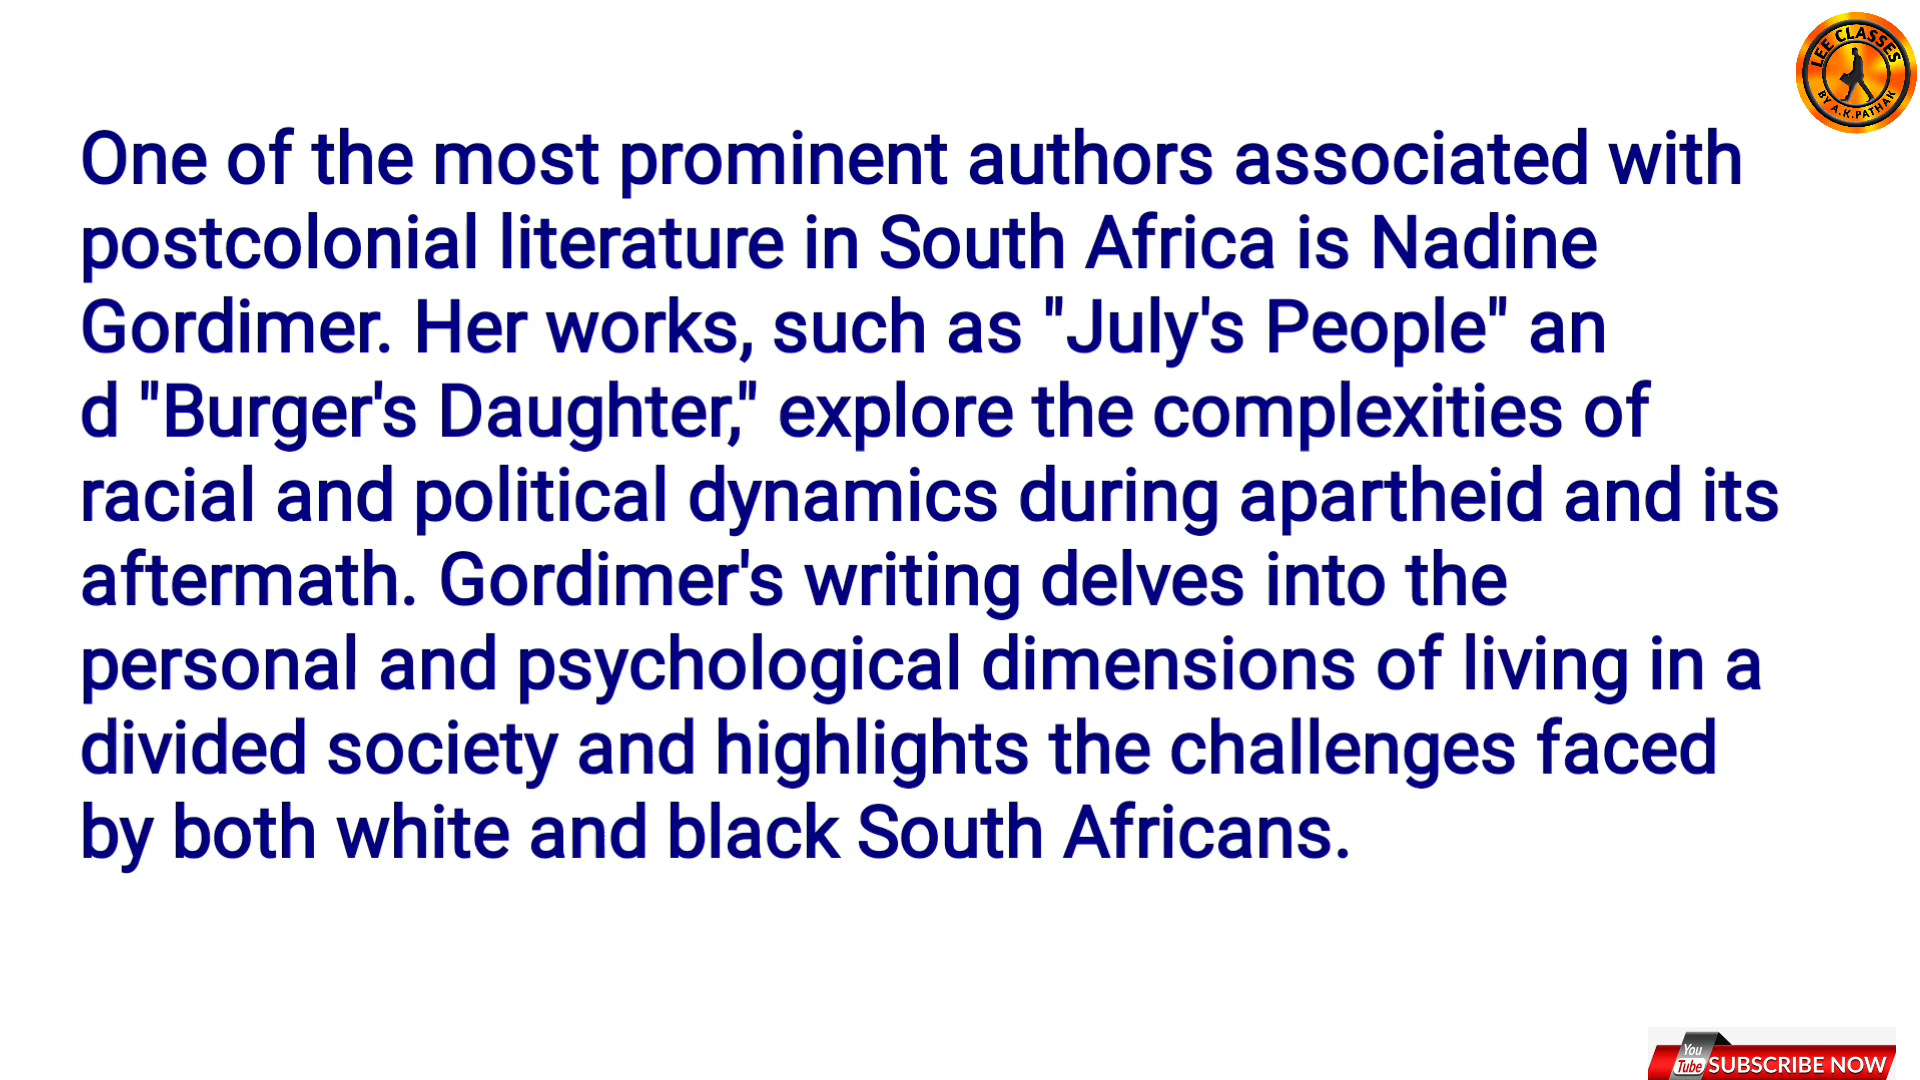 LEE CLASSES
BY A.K.PATHAK
One of the most prominent authors associated with
postcolonial literature in South Africa is Nadine
Gordimer. Her works, such as "July's People" an
d "Burger's Daughter," explore the complexities of
racial and political dynamics during apartheid and its
aftermath. Gordimer's writing delves into the
personal and psychological dimensions of living in a
divided society and highlights the challenges faced
by both white and black South Africans.
You
Tube SUBSCRIBE NOW